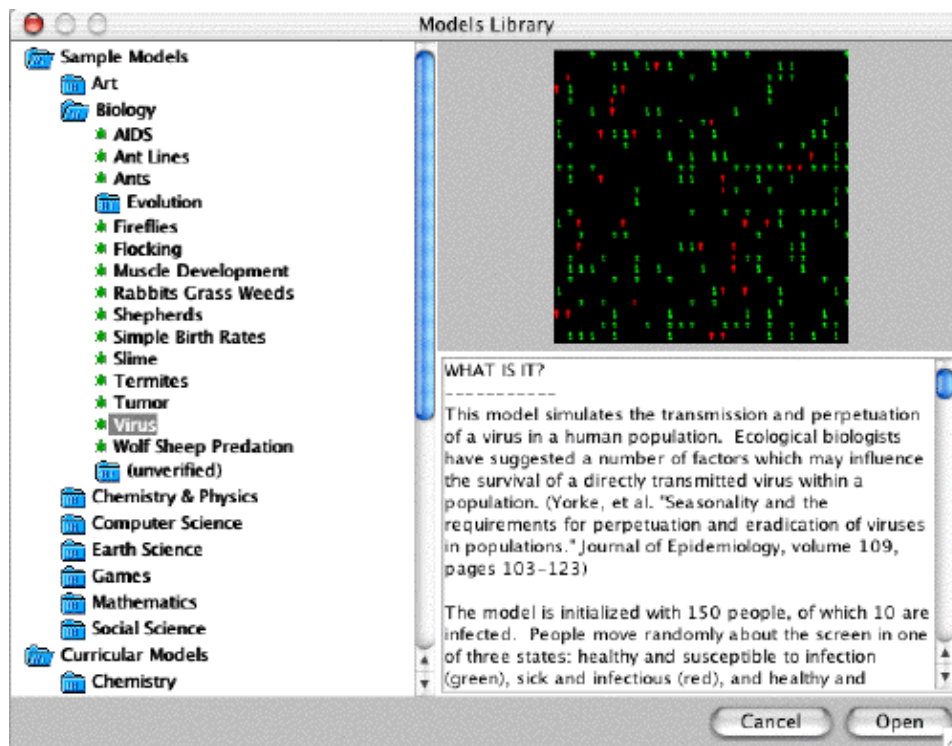 Models Library
Sample Models
Art
Biology
AIDS
Ant Lines
Ants
Evolution
Fireflies
Flocking
Muscle Development
Rabbits Grass Weeds
Shepherds
Simple Birth Rates
Slime
Termites
Tumor
Virus
Wolf Sheep Predation
(unverified)
Chemistry & Physics
Computer Science
Earth Science
Games
Mathematics
Social Science
Curricular Models
Chemistry
WHAT IS IT?
-----------
This model simulates the transmission and perpetuation
of a virus in a human population. Ecological biologists
have suggested a number of factors which may influence
the survival of a directly transmitted virus within a
population. (Yorke, et al. "Seasonality and the
requirements for perpetuation and eradication of viruses
in populations." Journal of Epidemiology, volume 109,
pages 103-123)
The model is initialized with 150 people, of which 10 are
infected. People move randomly about the screen in one
of three states: healthy and susceptible to infection
(green), sick and infectious (red), and healthy and
Cancel
Open